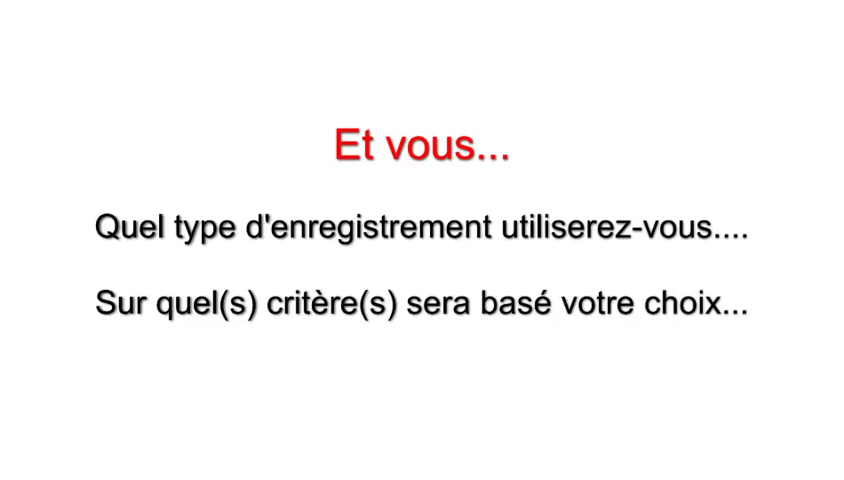 Et vous...
Quel type d'enregistrement utiliserez-vous....
Sur quel(s) critère(s) sera basé votre choix...